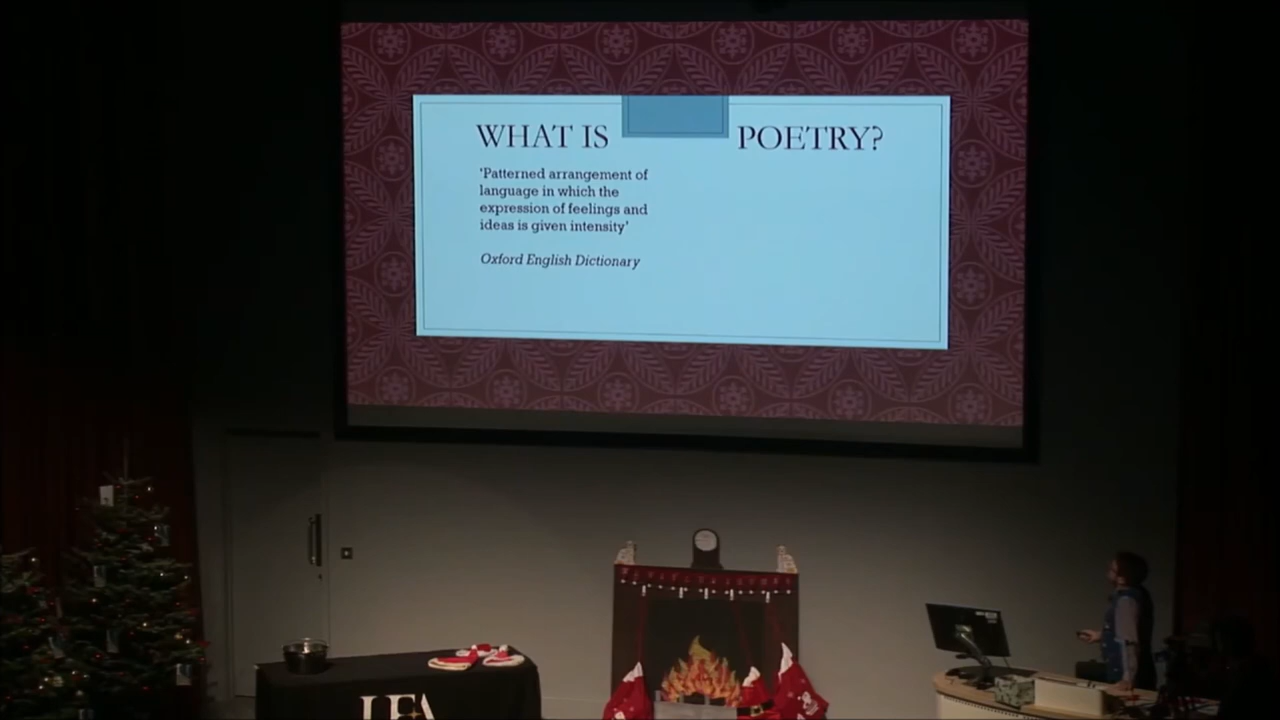 WHAT IS POETRY?
'Patterned arrangement of
language in which the
expression of feelings and
ideas is given intensity'
Oxford English Dictionary